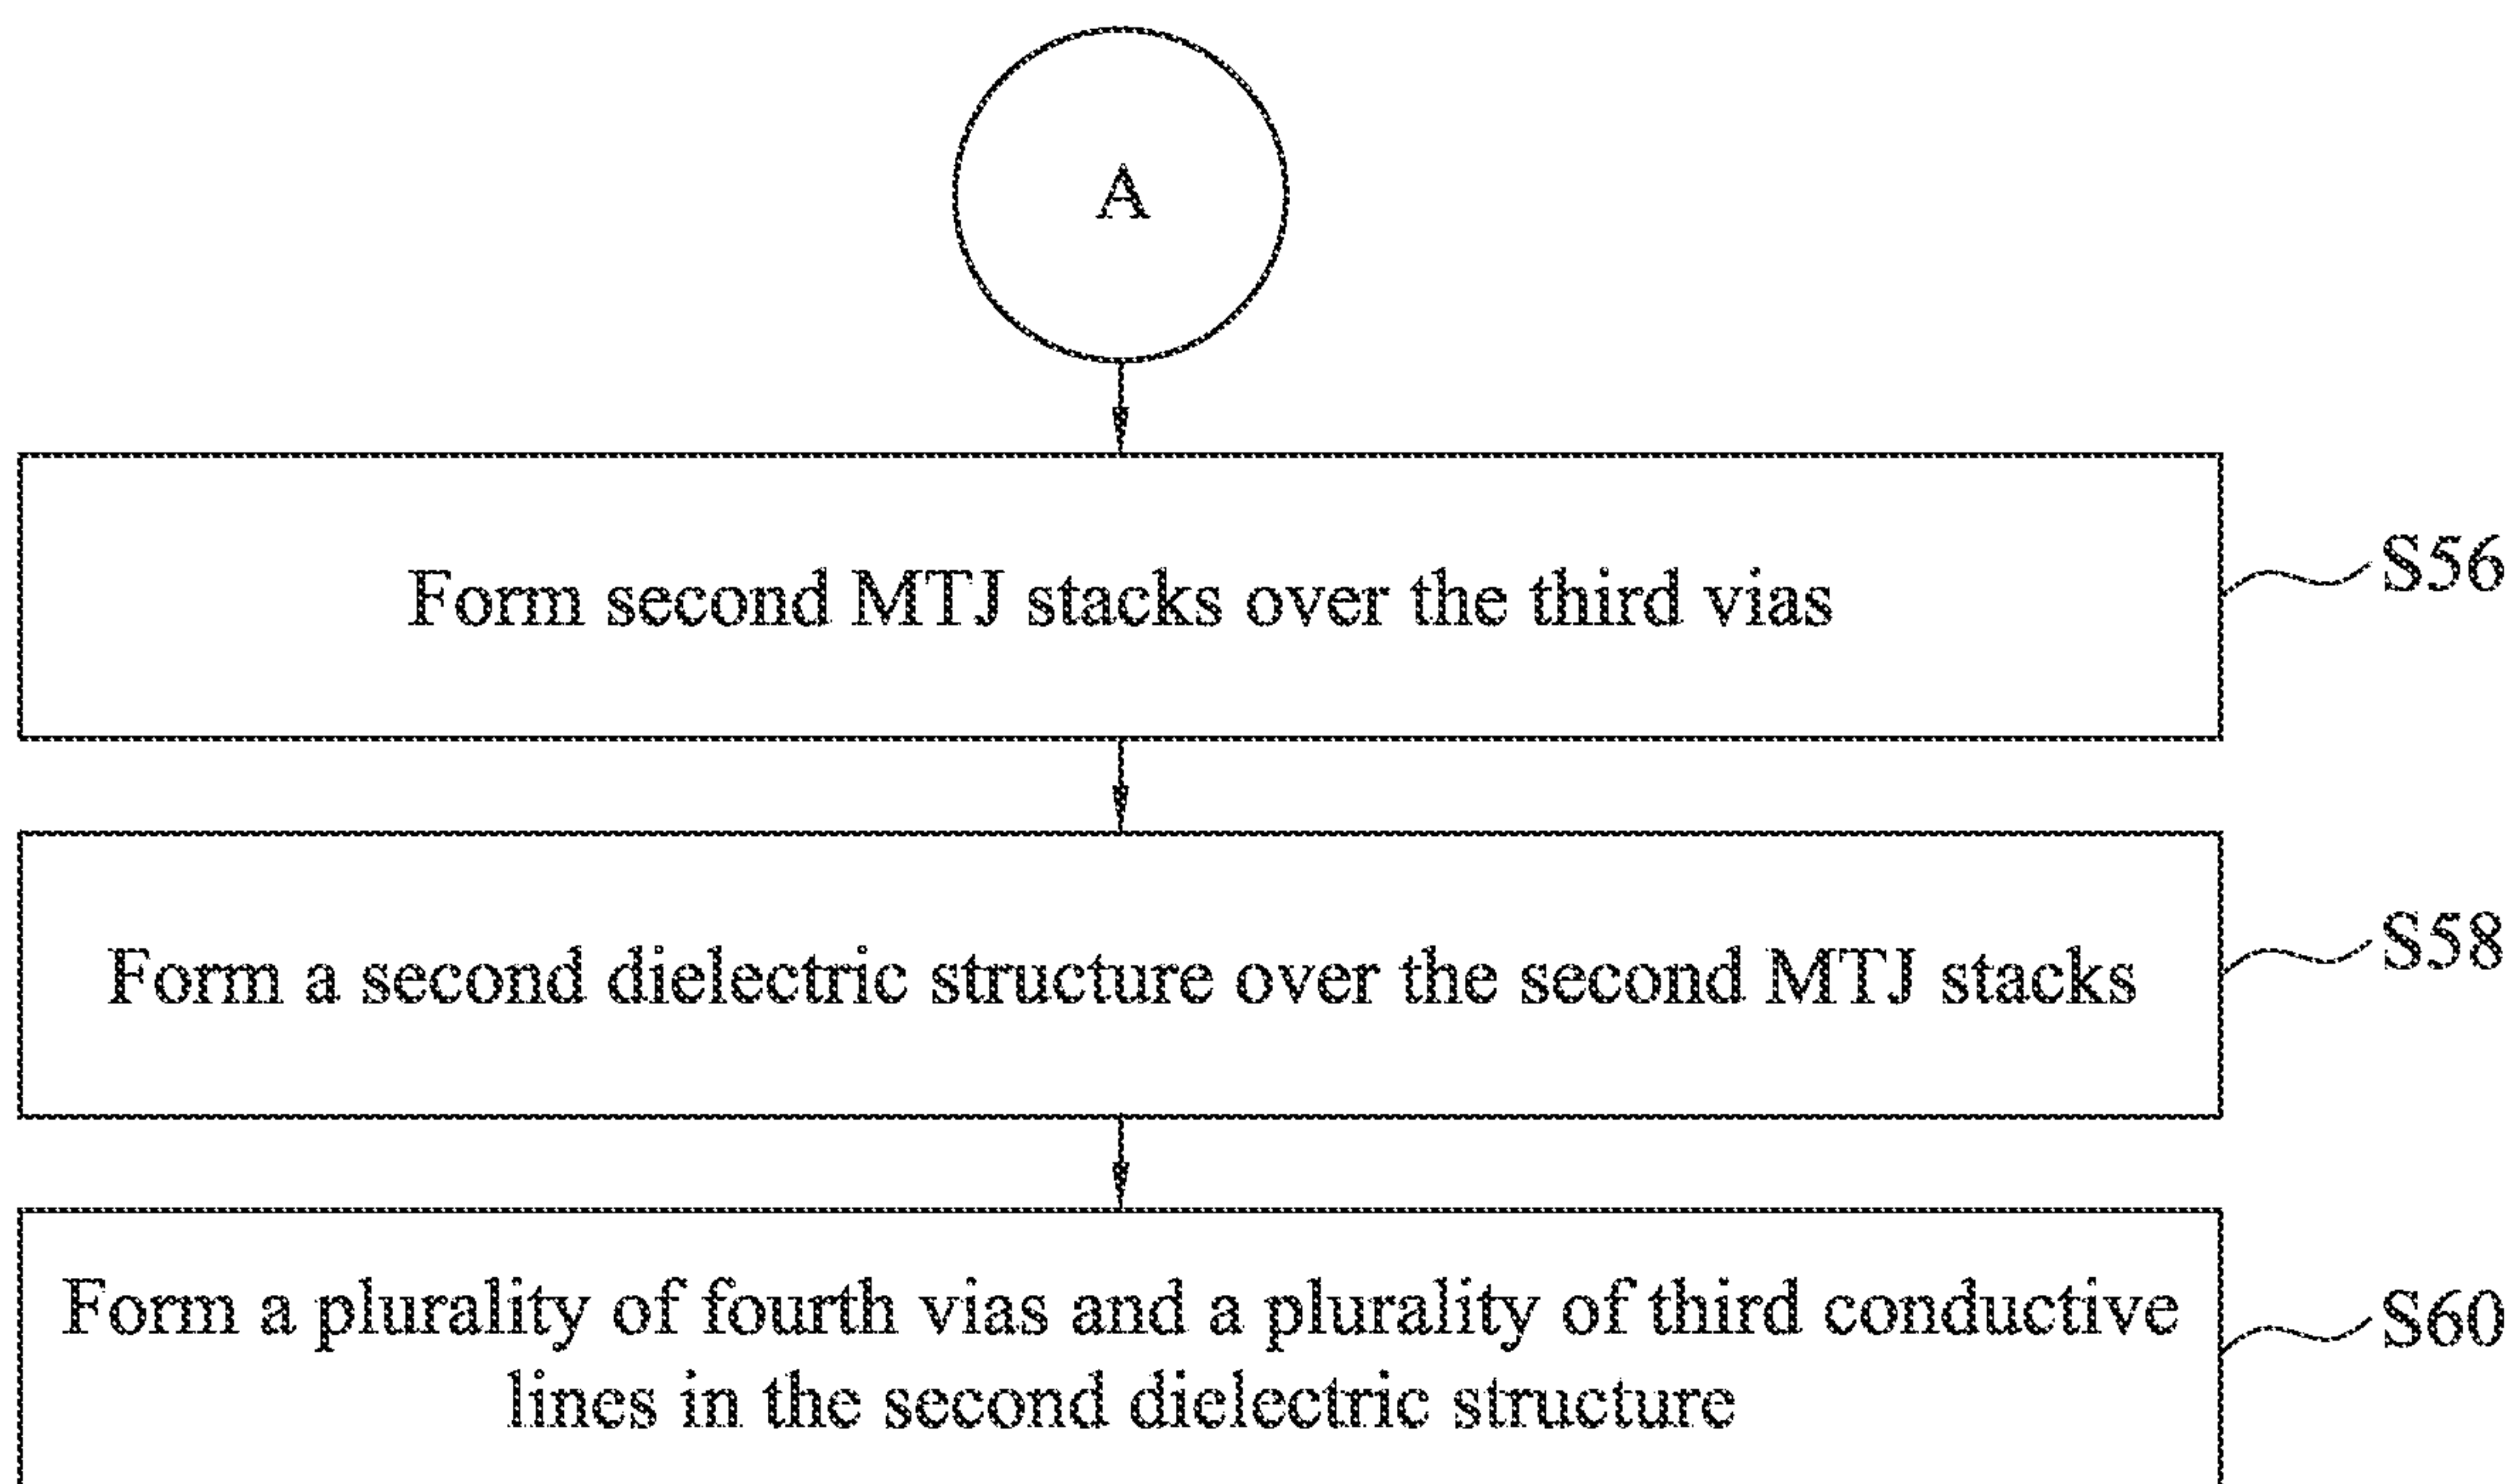 A
Form second MTJ stacks over the third vias
S56
Form a second dielectric structure over the second MTJ stacks
S58
Form a plurality of fourth vias and a plurality of third conductive
lines in the second dielectric structure
S60